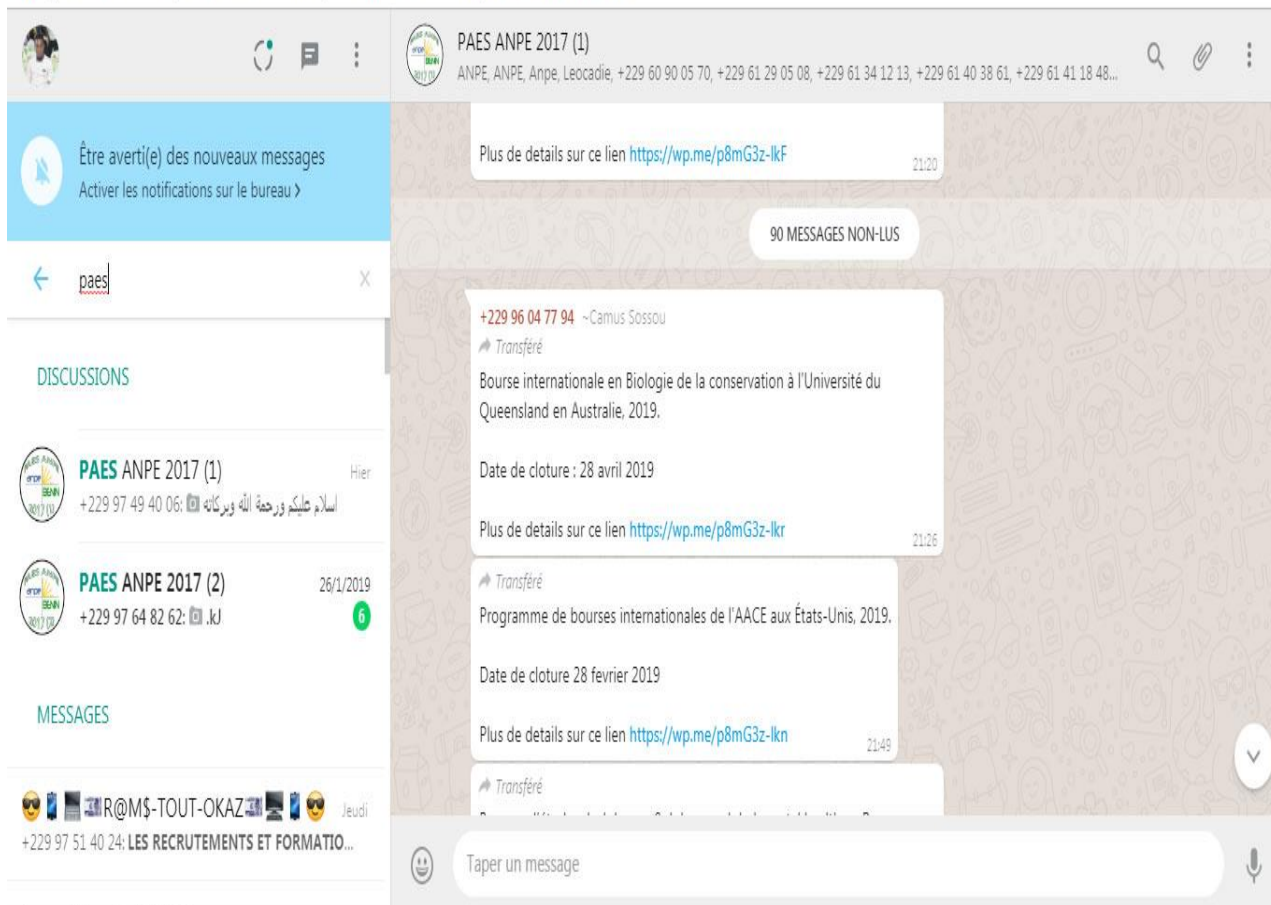 Être averti(e) des nouveaux messages
Activer les notifications sur le bureau >
paes
DISCUSSIONS
PAES ANPE 2017 (1)
Hier
+229 97 49 40 06: اسلام عليكم ورحمة الله وبركاته
PAES ANPE 2017 (2)
26/1/2019
+229 97 64 82 62: .kJ
6
MESSAGES
R@M$-TOUT-OKAZ
Jeudi
+229 97 51 40 24: LES RECRUTEMENTS ET FORMATIO...
PAES ANPE 2017 (1)
ANPE, ANPE, Anpe, Leocadie, +229 60 90 05 70, +229 61 29 05 08, +229 61 34 12 13, +229 61 40 38 61, +229 61 41 18 48...
Plus de details sur ce lien https://wp.me/p8mG3z-lkF
21:20
90 MESSAGES NON-LUS
+229 96 04 77 94 ~Camus Sossou
Transféré
Bourse internationale en Biologie de la conservation à l'Université du
Queensland en Australie, 2019.
Date de cloture : 28 avril 2019
Plus de details sur ce lien https://wp.me/p8mG3z-lkr
21:26
Transféré
Programme de bourses internationales de l'AACE aux États-Unis, 2019.
Date de cloture 28 fevrier 2019
Plus de details sur ce lien https://wp.me/p8mG3z-lkn
21:49
Transféré
Taper un message